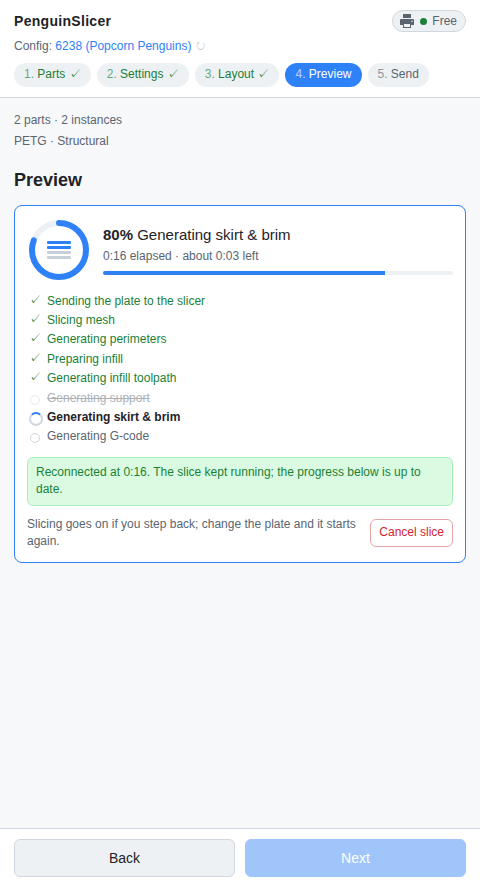 PenguinSlicer
Free
Config: 6238 (Popcorn Penguins)
1. Parts ✓ 2. Settings ✓ 3. Layout ✓ 4. Preview 5. Send
2 parts · 2 instances
PETG · Structural
Preview
80% Generating skirt & brim
0:16 elapsed · about 0:03 left
✓ Sending the plate to the slicer
✓ Slicing mesh
✓ Generating perimeters
✓ Preparing infill
✓ Generating infill toolpath
Generating support
Generating skirt & brim
Generating G-code
Reconnected at 0:16. The slice kept running; the progress below is up to
date.
Slicing goes on if you step back; change the plate and it starts
again.
Cancel slice
Back
Next